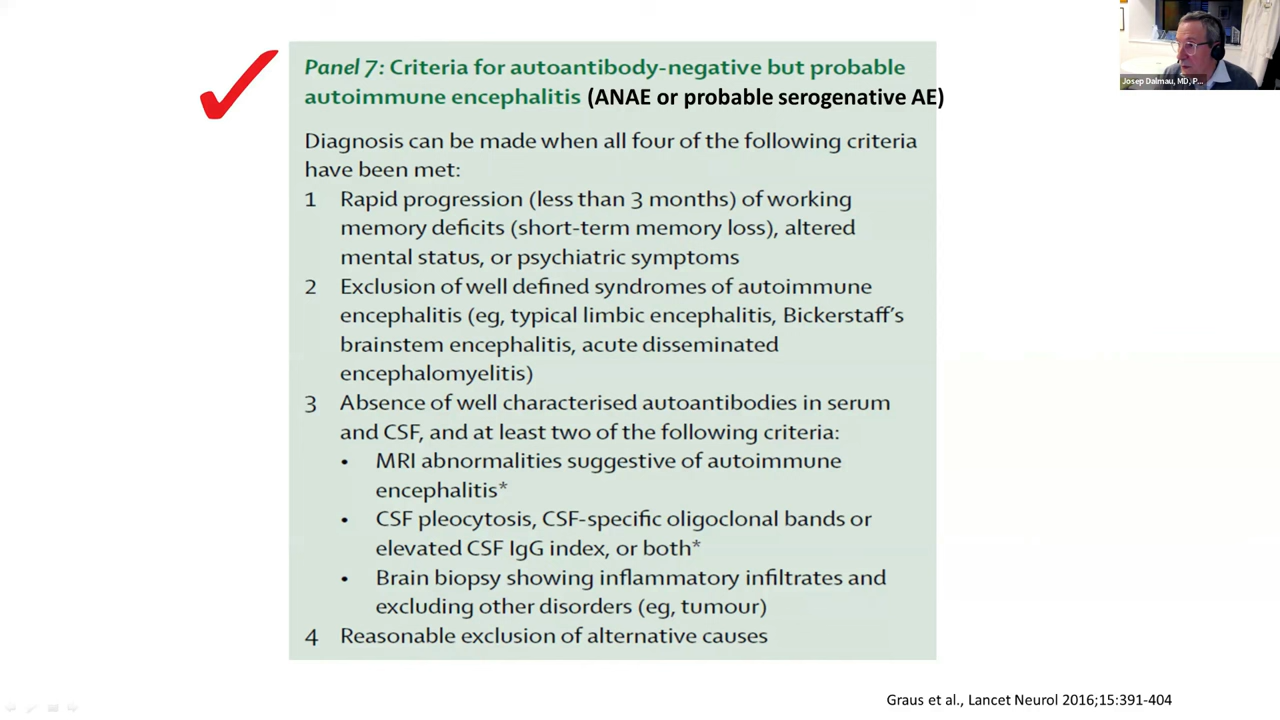 Panel 7: Criteria for autoantibody-negative but probable
autoimmune encephalitis (ANAE or probable serogenative AE)
Diagnosis can be made when all four of the following criteria
have been met:
1 Rapid progression (less than 3 months) of working
memory deficits (short-term memory loss), altered
mental status, or psychiatric symptoms
2 Exclusion of well defined syndromes of autoimmune
encephalitis (eg, typical limbic encephalitis, Bickerstaff's
brainstem encephalitis, acute disseminated
encephalomyelitis)
3 Absence of well characterised autoantibodies in serum
and CSF, and at least two of the following criteria:
• MRI abnormalities suggestive of autoimmune
encephalitis*
• CSF pleocytosis, CSF-specific oligoclonal bands or
elevated CSF IgG index, or both*
• Brain biopsy showing inflammatory infiltrates and
excluding other disorders (eg, tumour)
4 Reasonable exclusion of alternative causes
Graus et al., Lancet Neurol 2016;15:391-404
Josep Dalmau, MD, P...